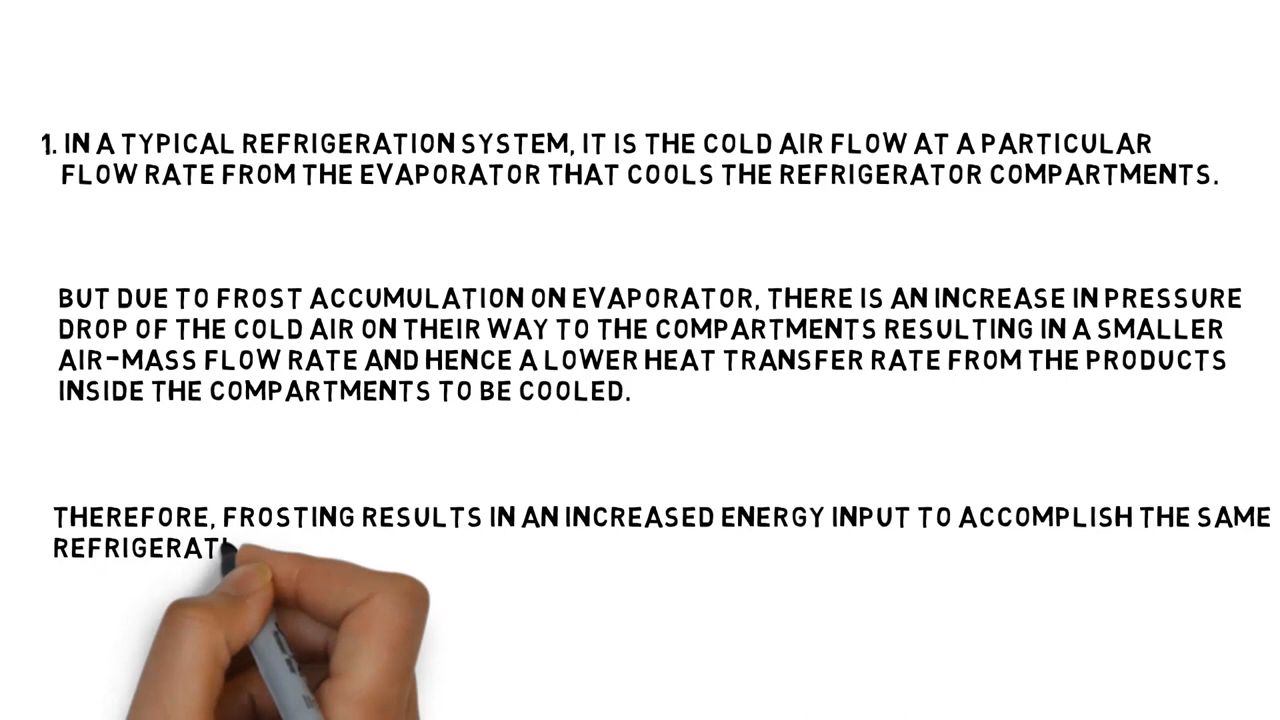 1. IN A TYPICAL REFRIGERATION SYSTEM, IT IS THE COLD AIR FLOW AT A PARTICULAR
FLOW RATE FROM THE EVAPORATOR THAT COOLS THE REFRIGERATOR COMPARTMENTS.
BUT DUE TO FROST ACCUMULATION ON EVAPORATOR, THERE IS AN INCREASE IN PRESSURE
DROP OF THE COLD AIR ON THEIR WAY TO THE COMPARTMENTS RESULTING IN A SMALLER
AIR-MASS FLOW RATE AND HENCE A LOWER HEAT TRANSFER RATE FROM THE PRODUCTS
INSIDE THE COMPARTMENTS TO BE COOLED.
THEREFORE, FROSTING RESULTS IN AN INCREASED ENERGY INPUT TO ACCOMPLISH THE SAME
REFRIGERATI